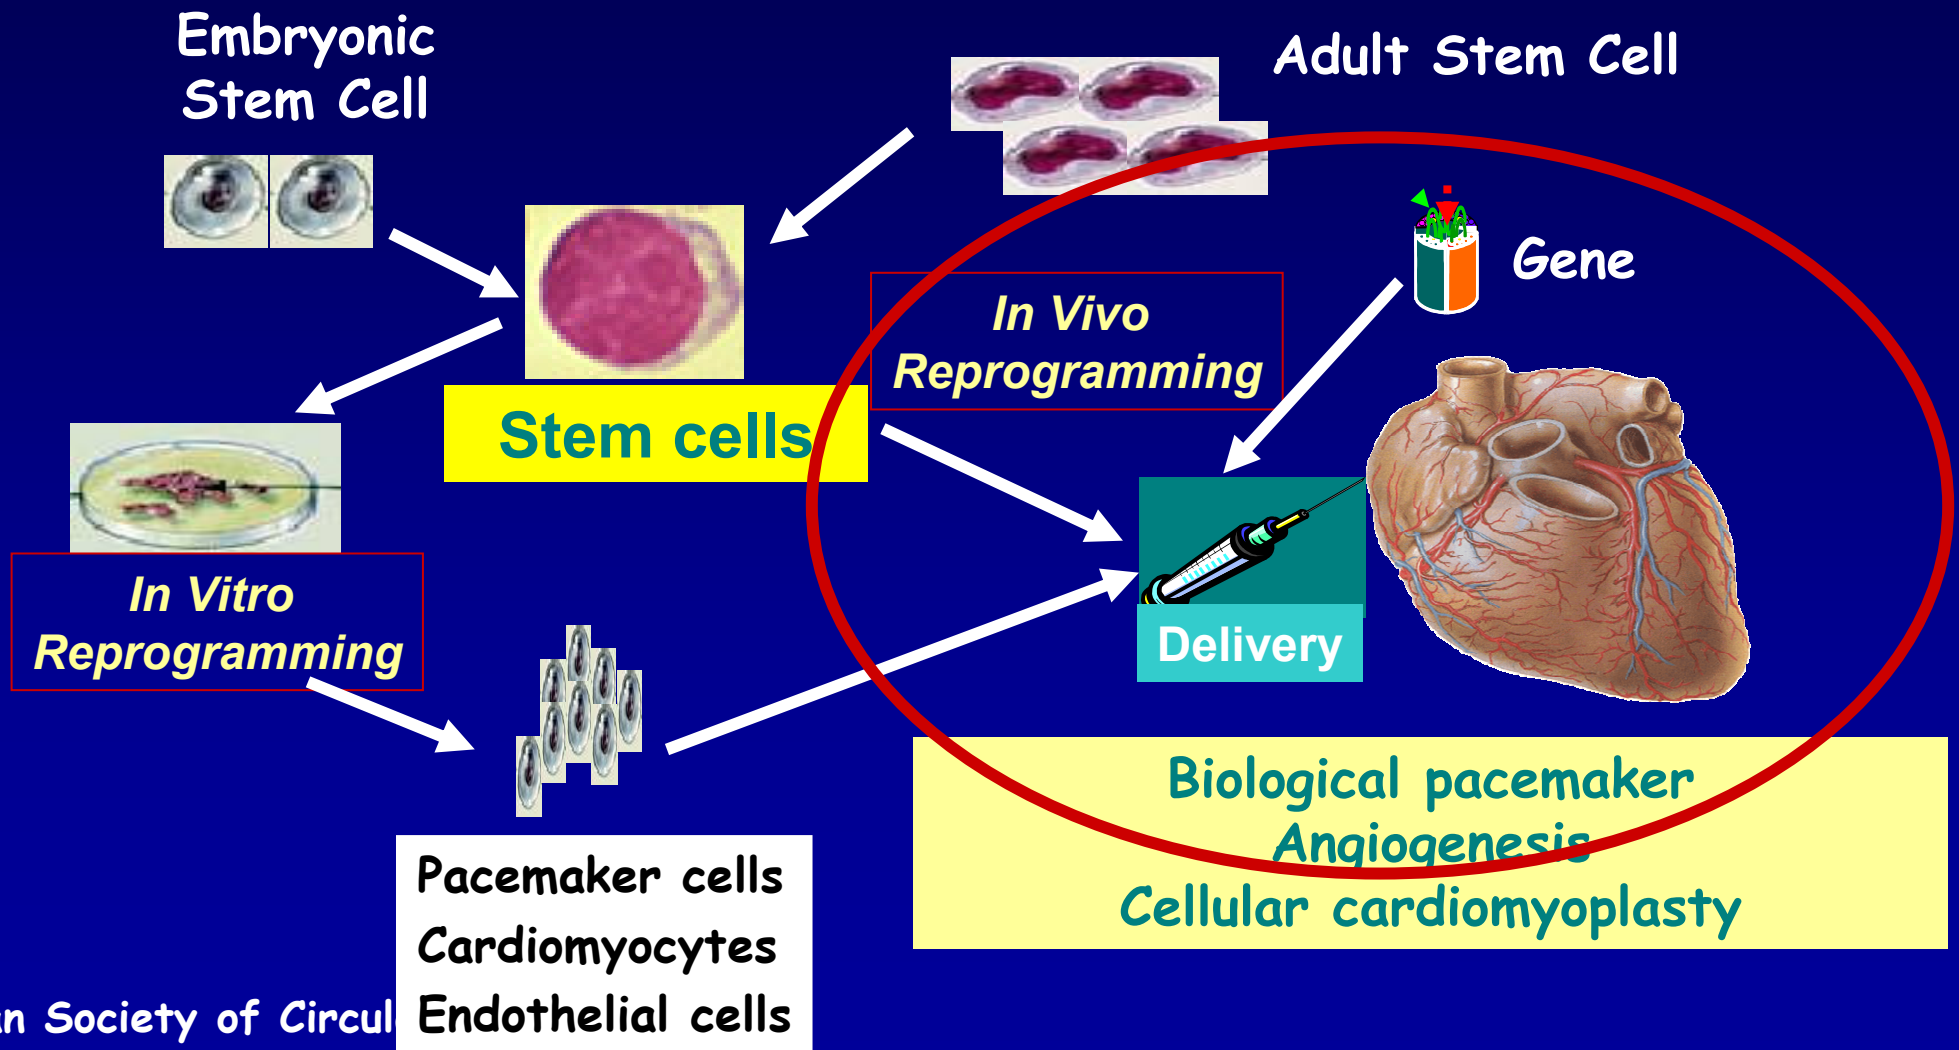 Embryonic
Stem Cell
Adult Stem Cell
Gene
In Vivo
Reprogramming
Stem cells
In Vitro
Reprogramming
Delivery
Biological pacemaker
Angiogenesis
Cellular cardiomyoplasty
Pacemaker cells
Cardiomyocytes
Endothelial cells
Society of